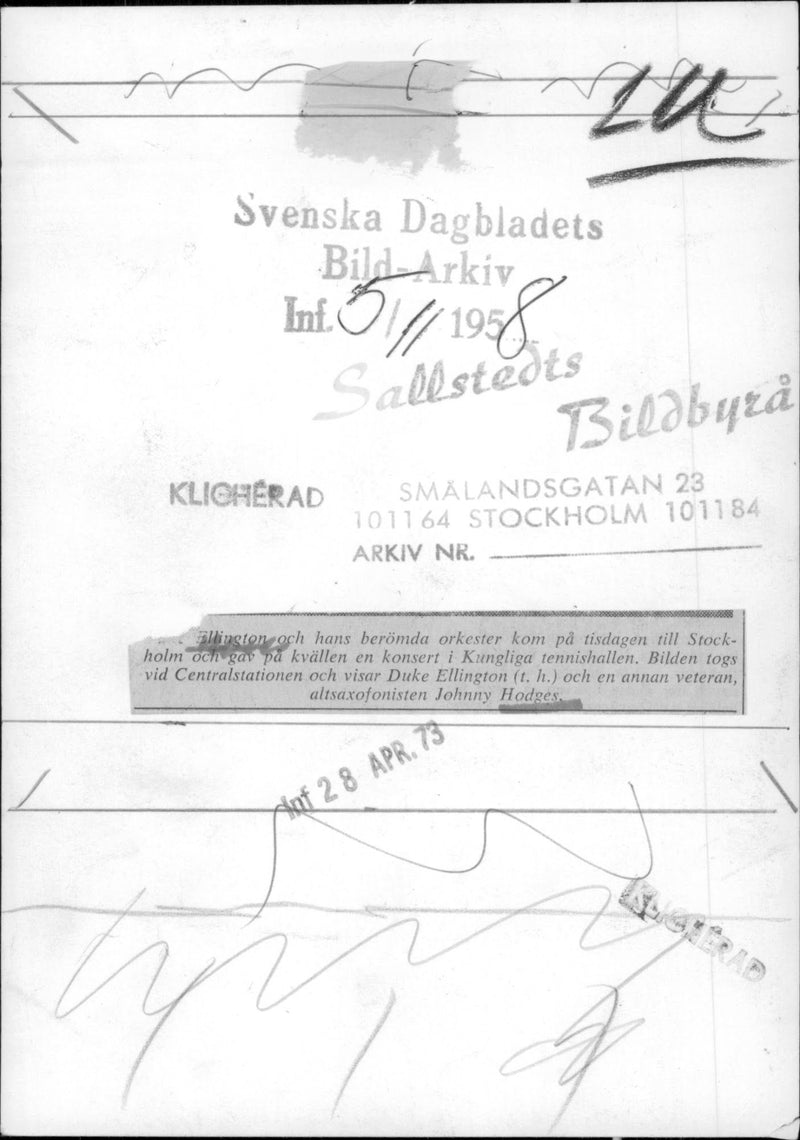 Svenska Dagbladets
Bild-Arkiv
Inf. 5/11 1958
Sallstedts
Bildbyrå
KLICHÉRAD
SMÅLANDSGATAN 23
101164 STOCKHOLM 101184
ARKIV NR.
Ellington och hans berömda orkester kom på tisdagen till Stock-
holm och gav på kvällen en konsert i Kungliga tennishallen. Bilden togs
vid Centralstationen och visar Duke Ellington (t. h.) och en annan veteran,
altsaxofonisten Johnny Hodges.
Inf 28 APR. 73
KLICHÉRAD